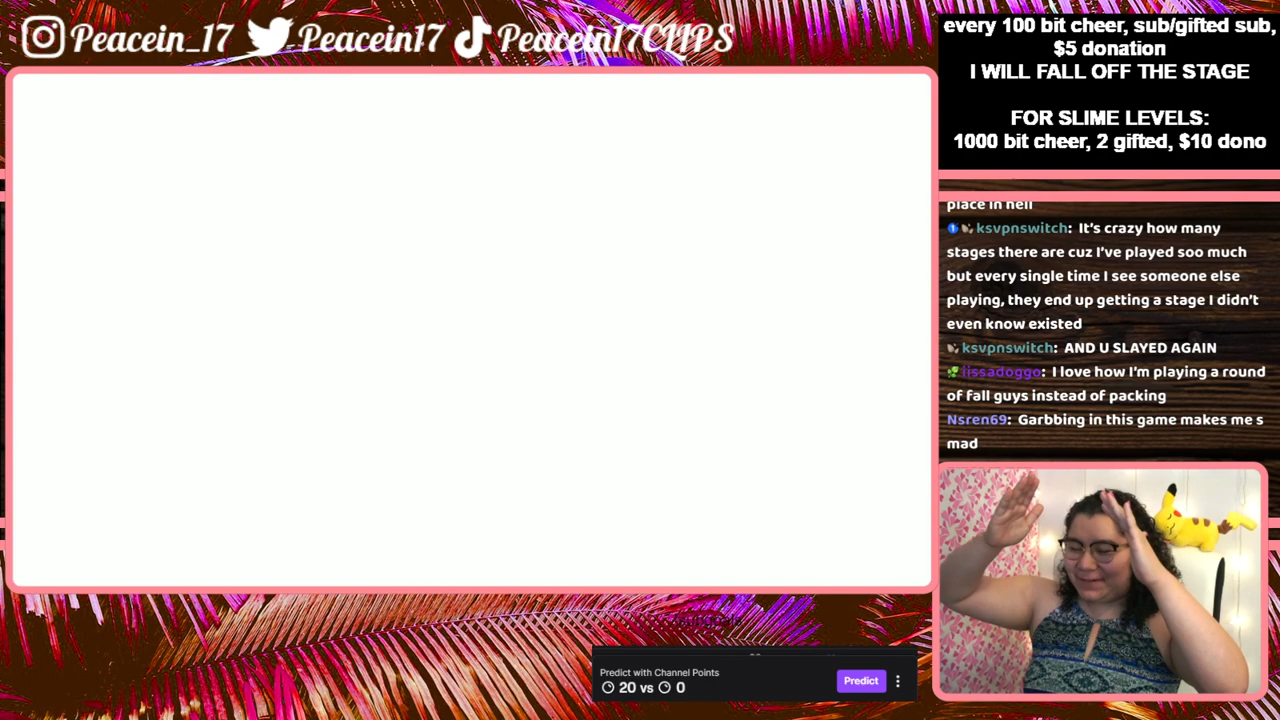 Peacein_17 Peacein17 Peacein17ClIPS
every 100 bit cheer, sub/gifted sub,
$5 donation
I WILL FALL OFF THE STAGE
FOR SLIME LEVELS:
1000 bit cheer, 2 gifted, $10 dono
place in hell
ksvpnswitch: It's crazy how many
stages there are cuz I've played soo much
but every single time I see someone else
playing, they end up getting a stage I didn't
even know existed
ksvpnswitch: AND U SLAYED AGAIN
lissadoggo: I love how I'm playing a round
of fall guys instead of packing
Nsren69: Garbbing in this game makes me s
mad
Predict with Channel Points
20 vs 0
Predict